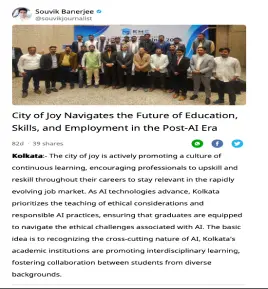 Souvik Banerjee
@souvikjournalist
City of Joy Navigates the Future of Education,
Skills, and Employment in the Post-AI Era
82d · 39 shares
Kolkata:- The city of joy is actively promoting a culture of
continuous learning, encouraging professionals to upskill and
reskill throughout their careers to stay relevant in the rapidly
evolving job market. As AI technologies advance, Kolkata
prioritizes the teaching of ethical considerations and
responsible AI practices, ensuring that graduates are equipped
to navigate the ethical challenges associated with AI. The basic
idea is to recognizing the cross-cutting nature of AI, Kolkata's
academic institutions are promoting interdisciplinary learning,
fostering collaboration between students from diverse
backgrounds.